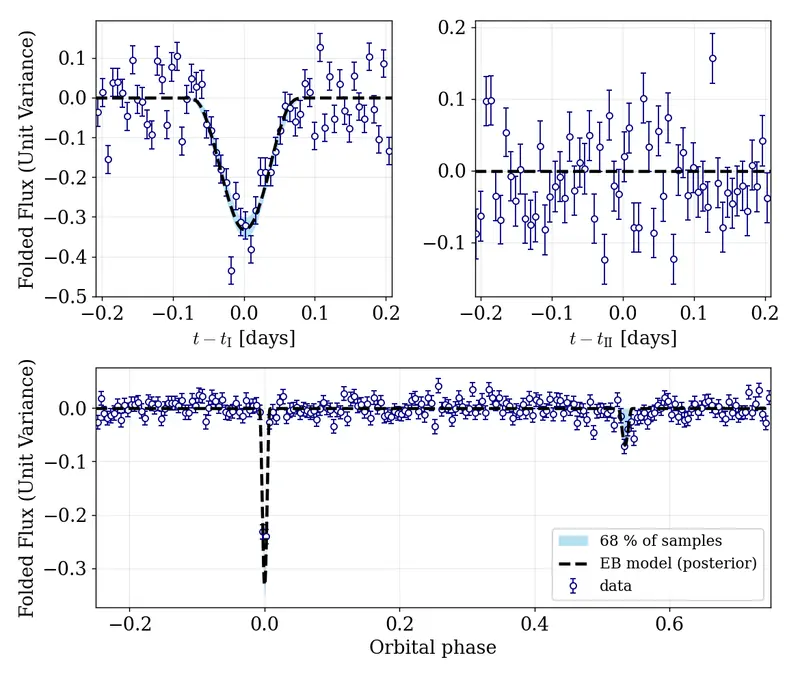 Folded Flux (Unit Variance)
0.1
0.0
−0.1
−0.2
−0.3
−0.4
−0.5
−0.2 −0.1 0.0 0.1 0.2
t − tI [days]
0.2
0.1
0.0
−0.1
−0.2 −0.1 0.0 0.1 0.2
t − tII [days]
Folded Flux (Unit Variance)
0.0
−0.1
−0.2
−0.3
−0.2 0.0 0.2 0.4 0.6
Orbital phase
68 % of samples
EB model (posterior)
data